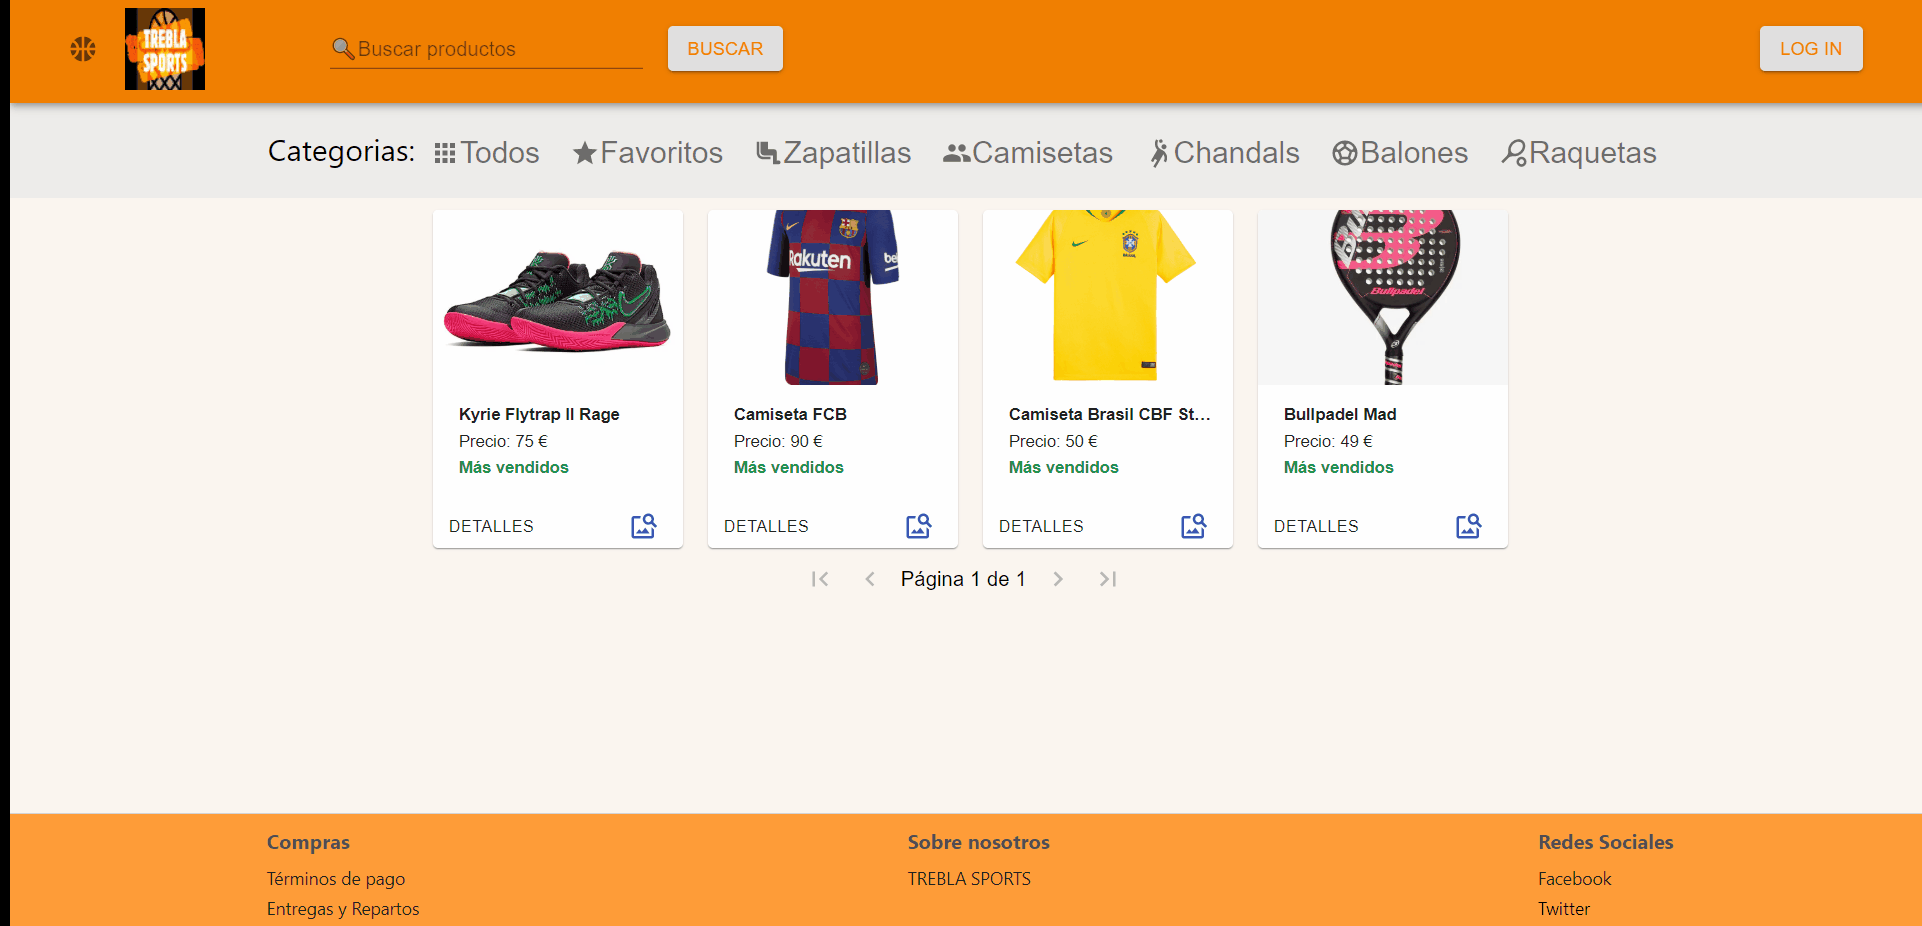 TREBLA
SPORTS
Buscar productos
BUSCAR
LOG IN
Categorias:
Todos
Favoritos
Zapatillas
Camisetas
Chandals
Balones
Raquetas
Rakuten
BRASIL
Bullpadel
Kyrie Flytrap II Rage
Precio: 75 €
Más vendidos
DETALLES
Camiseta FCB
Precio: 90 €
Más vendidos
DETALLES
Camiseta Brasil CBF St...
Precio: 50 €
Más vendidos
DETALLES
Bullpadel Mad
Precio: 49 €
Más vendidos
DETALLES
Página 1 de 1
Compras
Términos de pago
Entregas y Repartos
Sobre nosotros
TREBLA SPORTS
Redes Sociales
Facebook
Twitter